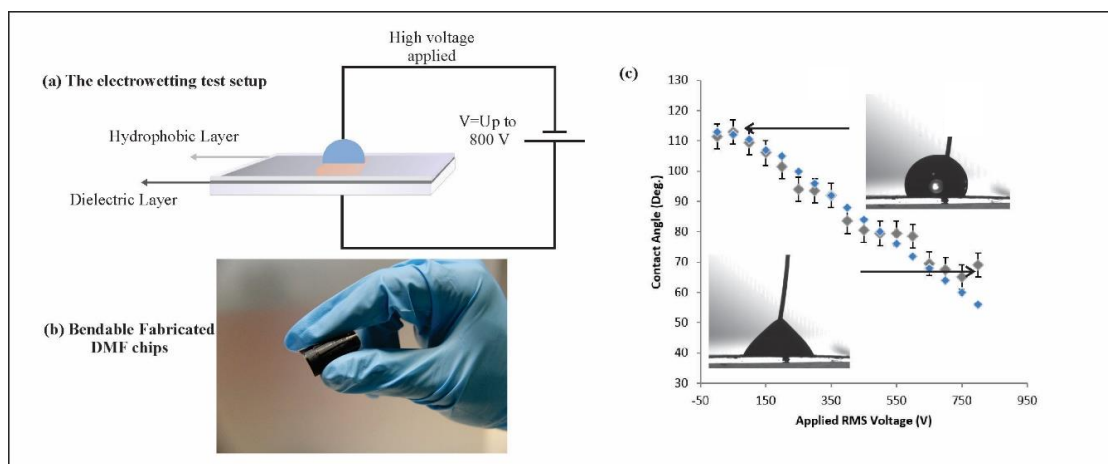 High voltage
applied
(a) The electrowetting test setup
V=Up to
800 V
Hydrophobic Layer
Dielectric Layer
(b) Bendable Fabricated
DMF chips
(c)
130
120
110
100
90
80
70
60
50
40
30
Contact Angle (Deg.)
-50 150 350 550 750 950
Applied RMS Voltage (V)